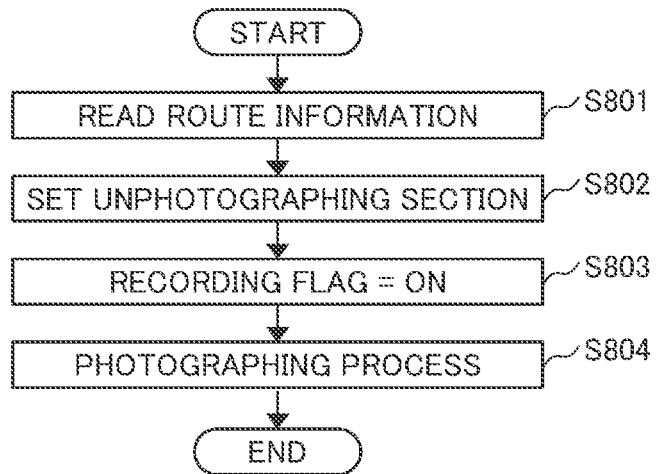 START
READ ROUTE INFORMATION
S801
SET UNPHOTOGRAPHING SECTION
S802
RECORDING FLAG = ON
S803
PHOTOGRAPHING PROCESS
S804
END